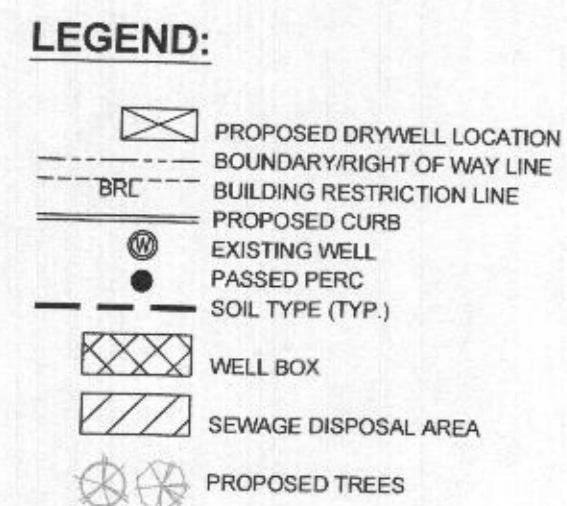 LEGEND:
PROPOSED DRYWELL LOCATION
BOUNDARY/RIGHT OF WAY LINE
BRL BUILDING RESTRICTION LINE
PROPOSED CURB
W EXISTING WELL
PASSED PERC
SOIL TYPE (TYP.)
WELL BOX
SEWAGE DISPOSAL AREA
PROPOSED TREES